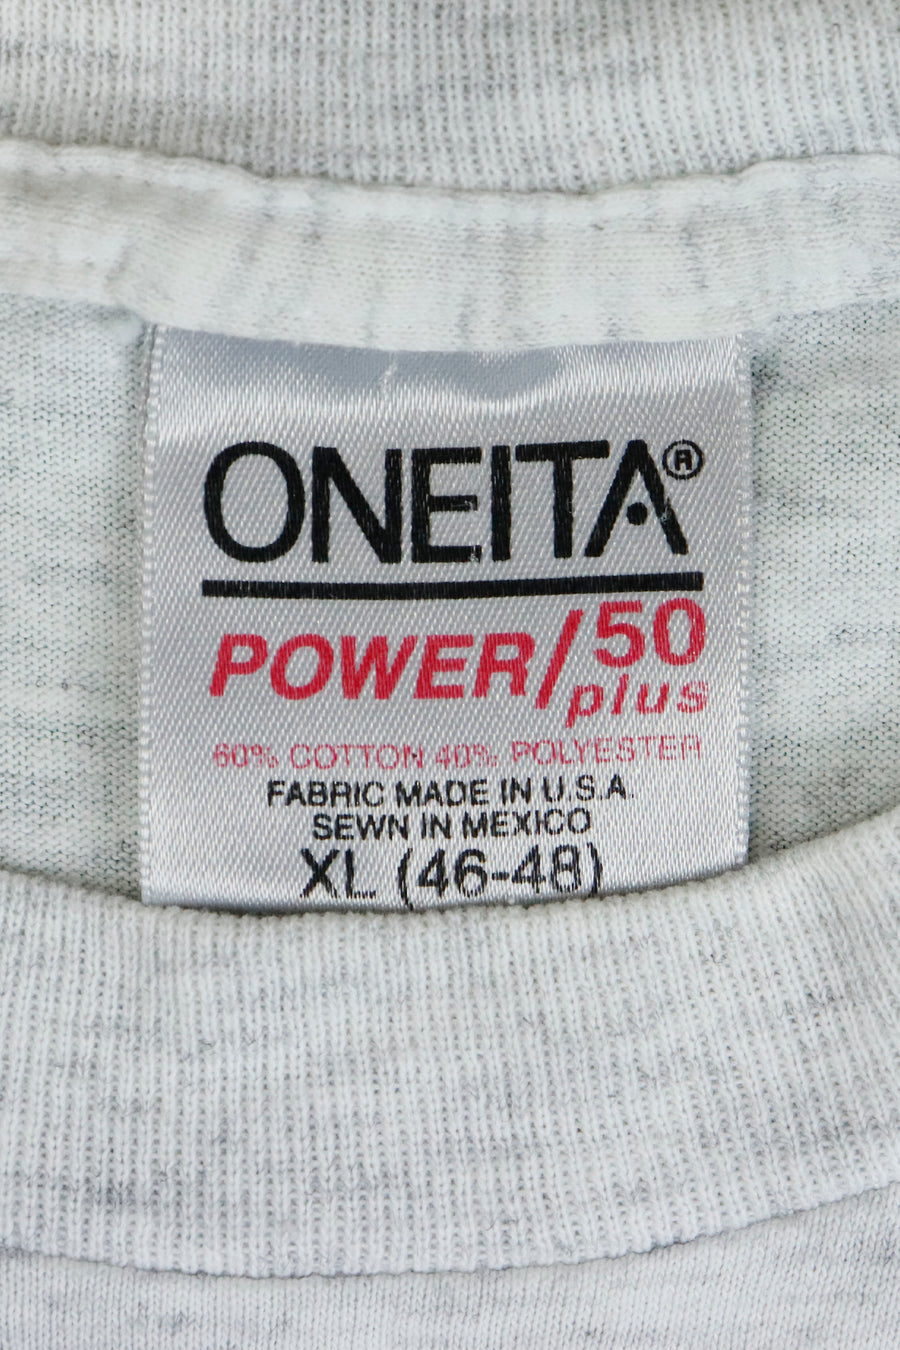 ONEITA®
POWER/50
plus
60% COTTON 40% POLYESTER
FABRIC MADE IN U.S.A.
SEWN IN MEXICO
XL (46-48)